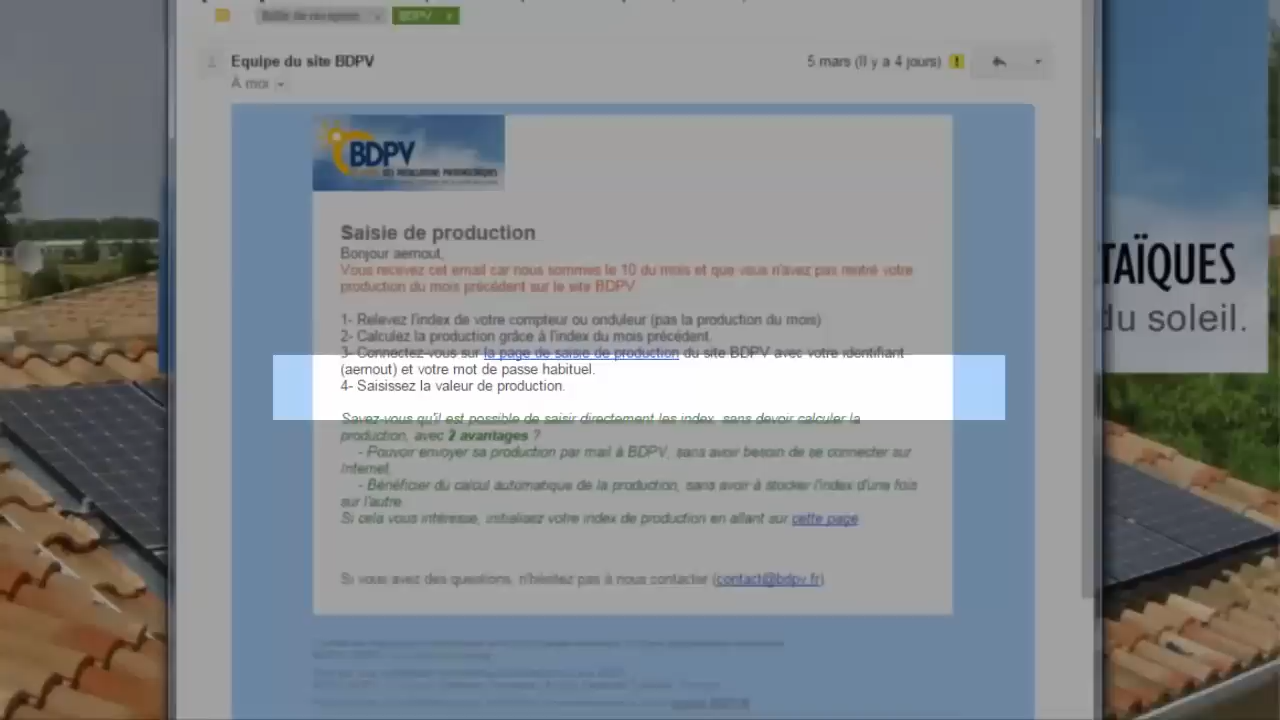 Boîte de réception x BDPV x
Equipe du site BDPV 5 mars (Il y a 4 jours)
À moi
BDPV
Saisie de production
Bonjour aernout,
Vous recevez cet email car nous sommes le 10 du mois et que vous n'avez pas rentré votre
production du mois précédent sur le site BDPV.
1- Relevez l'index de votre compteur ou onduleur (pas la production du mois)
2- Calculez la production grâce à l'index du mois précédent.
3- Connectez-vous sur la page de saisie de production du site BDPV avec votre identifiant
(aernout) et votre mot de passe habituel.
4- Saisissez la valeur de production.
Savez-vous qu'il est possible de saisir directement les index, sans devoir calculer la
production, avec 2 avantages ?
- Pouvoir envoyer sa production par mail à BDPV, sans avoir besoin de se connecter sur
Internet.
- Bénéficier du calcul automatique de la production, sans avoir à stocker l'index d'une fois
sur l'autre.
Si cela vous intéresse, initialisez votre index de production en allant sur cette page
Si vous avez des questions, n'hésitez pas à nous contacter (contact@bdpv.fr)
TAÏQUES
du soleil.